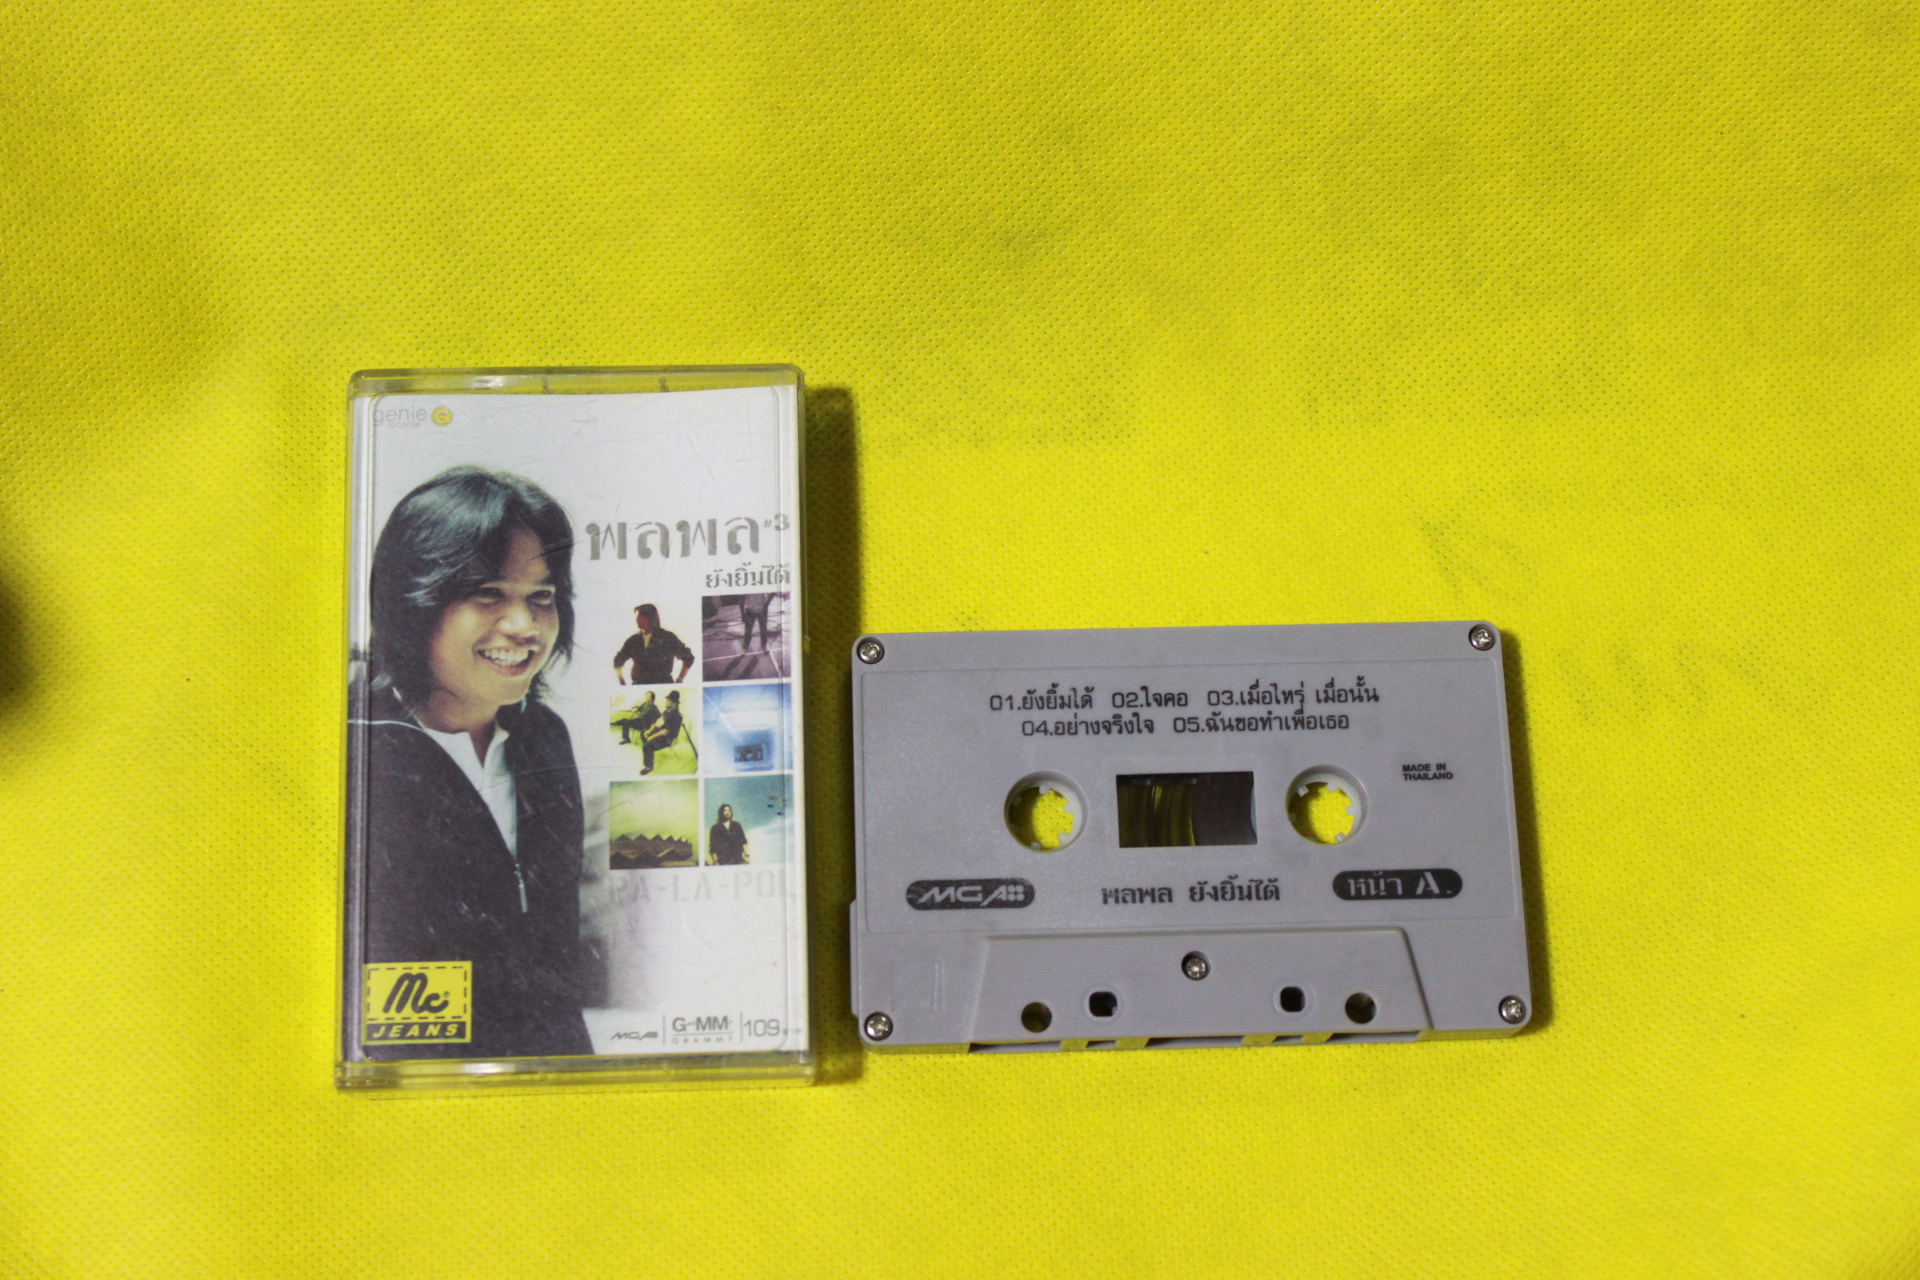 genie
records
พลพล #3
ยังยิ้มได้
PA-LA-POL
Mc
JEANS
MGA
G-MM
GRAMMY
109
01.ยังยิ้มได้ 02.ใจคอ 03.เมื่อไหร่ เมื่อนั้น
04.อย่างจริงใจ 05.ฉันขอทำเพื่อเธอ
MADE IN
THAILAND
MGA
พลพล ยังยิ้มได้
หน้า A.